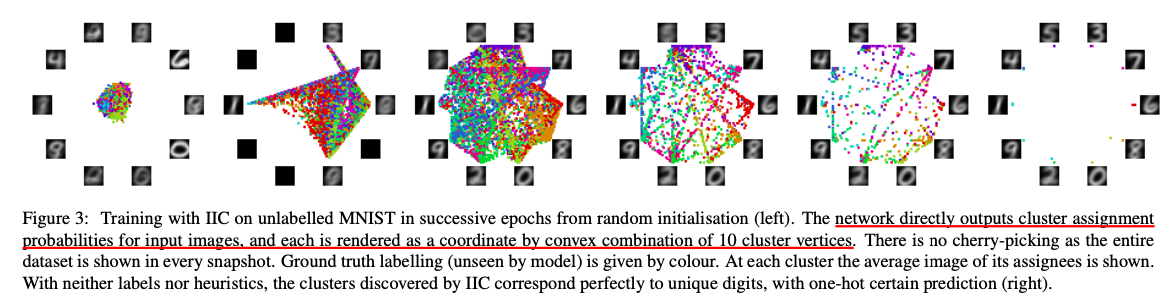 Figure 3: Training with IIC on unlabelled MNIST in successive epochs from random initialisation (left). The network directly outputs cluster assignment
probabilities for input images, and each is rendered as a coordinate by convex combination of 10 cluster vertices. There is no cherry-picking as the entire
dataset is shown in every snapshot. Ground truth labelling (unseen by model) is given by colour. At each cluster the average image of its assignees is shown.
With neither labels nor heuristics, the clusters discovered by IIC correspond perfectly to unique digits, with one-hot certain prediction (right).